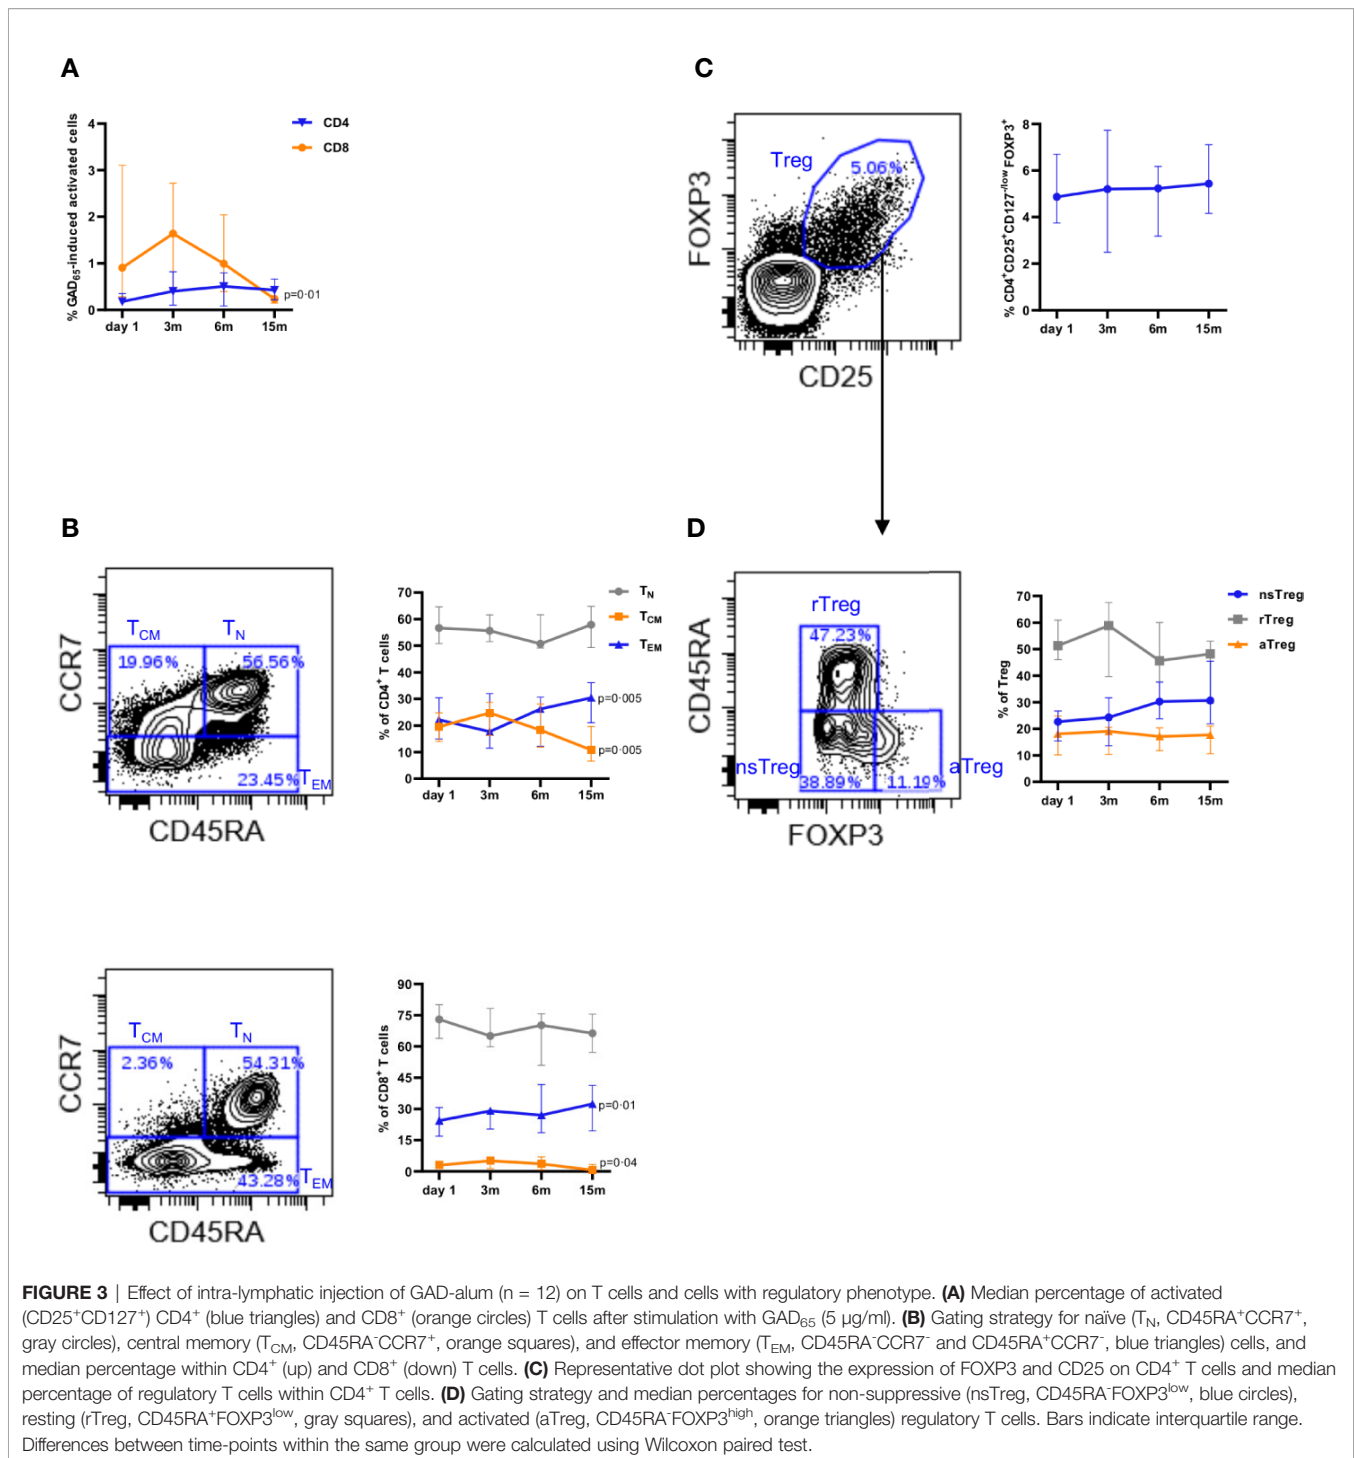 A
% GAD65-induced activated cells
4
3
2
1
0
day 1 3m 6m 15m
CD4
CD8
p=0·01
C
FOXP3
Treg
5.06%
CD25
% CD4+CD25+CD127-/low FOXP3+
8
6
4
2
0
day 1 3m 6m 15m
B
CCR7
TCM TN
19.96% 56.56%
23.45% TEM
CD45RA
% of CD4+ T cells
70
60
50
40
30
20
10
0
day 1 3m 6m 15m
TN
TCM
TEM
p=0·005
p=0·005
D
CD45RA
rTreg
47.23%
nsTreg aTreg
38.89% 11.19%
FOXP3
% of Treg
70
60
50
40
30
20
10
0
day 1 3m 6m 15m
nsTreg
rTreg
aTreg
CCR7
TCM TN
2.36% 54.31%
43.28% TEM
CD45RA
% of CD8+ T cells
90
75
60
45
30
15
0
day 1 3m 6m 15m
p=0·01
p=0·04
FIGURE 3 | Effect of intra-lymphatic injection of GAD-alum (n = 12) on T cells and cells with regulatory phenotype. (A) Median percentage of activated
(CD25+CD127+) CD4+ (blue triangles) and CD8+ (orange circles) T cells after stimulation with GAD65 (5 µg/ml). (B) Gating strategy for naïve (TN, CD45RA+CCR7+,
gray circles), central memory (TCM, CD45RA-CCR7+, orange squares), and effector memory (TEM, CD45RA-CCR7- and CD45RA+CCR7-, blue triangles) cells, and
median percentage within CD4+ (up) and CD8+ (down) T cells. (C) Representative dot plot showing the expression of FOXP3 and CD25 on CD4+ T cells and median
percentage of regulatory T cells within CD4+ T cells. (D) Gating strategy and median percentages for non-suppressive (nsTreg, CD45RA-FOXP3low, blue circles),
resting (rTreg, CD45RA+FOXP3low, gray squares), and activated (aTreg, CD45RA-FOXP3high, orange triangles) regulatory T cells. Bars indicate interquartile range.
Differences between time-points within the same group were calculated using Wilcoxon paired test.